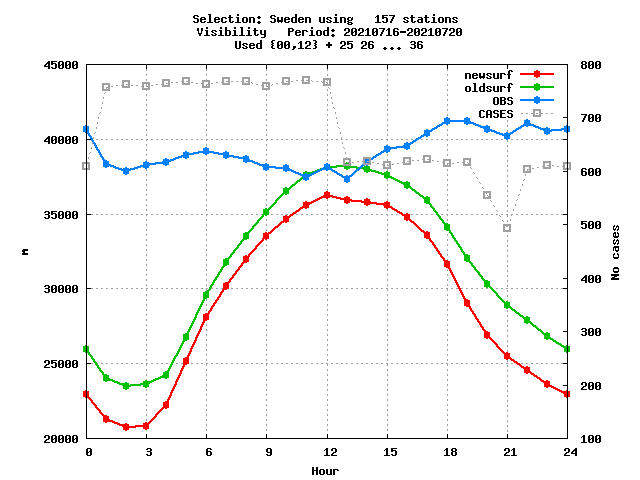 Selection: Sweden using   157 stations
Visibility   Period: 20210716-20210720
Used {00,12} + 25 26 ... 36
45000
40000
35000
30000
25000
20000
m
800
700
600
500
400
300
200
100
No cases
newsurf
oldsurf
OBS
CASES
0 3 6 9 12 15 18 21 24
Hour